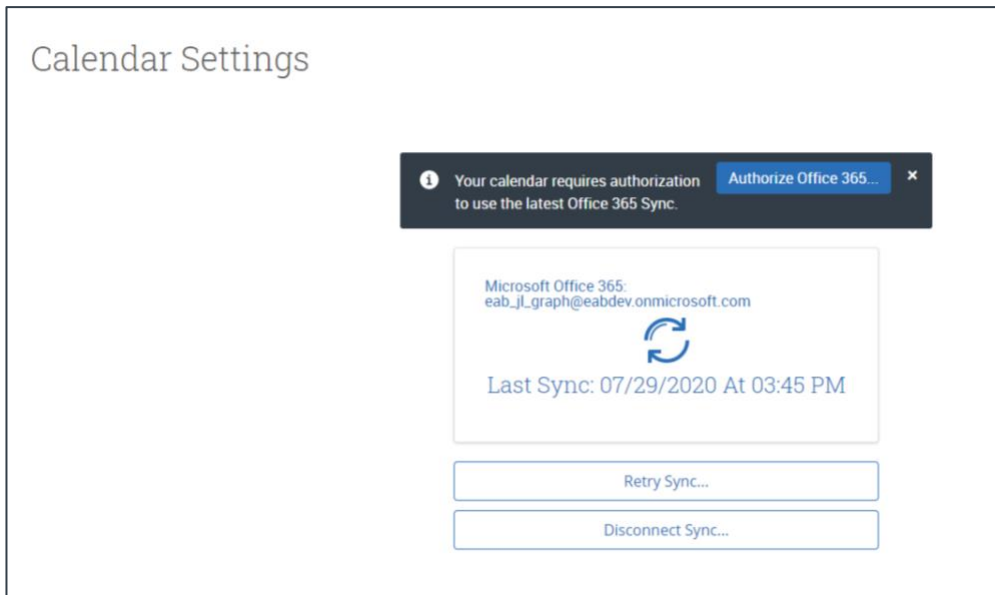 Calendar Settings
Your calendar requires authorization
to use the latest Office 365 Sync.
Authorize Office 365...
Microsoft Office 365:
eab_jl_graph@eabdev.onmicrosoft.com
Last Sync: 07/29/2020 At 03:45 PM
Retry Sync...
Disconnect Sync...